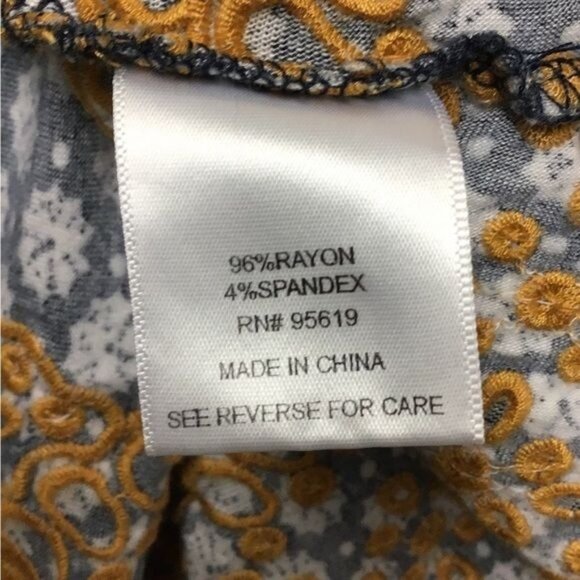 96%RAYON
4%SPANDEX
RN# 95619
MADE IN CHINA
SEE REVERSE FOR CARE